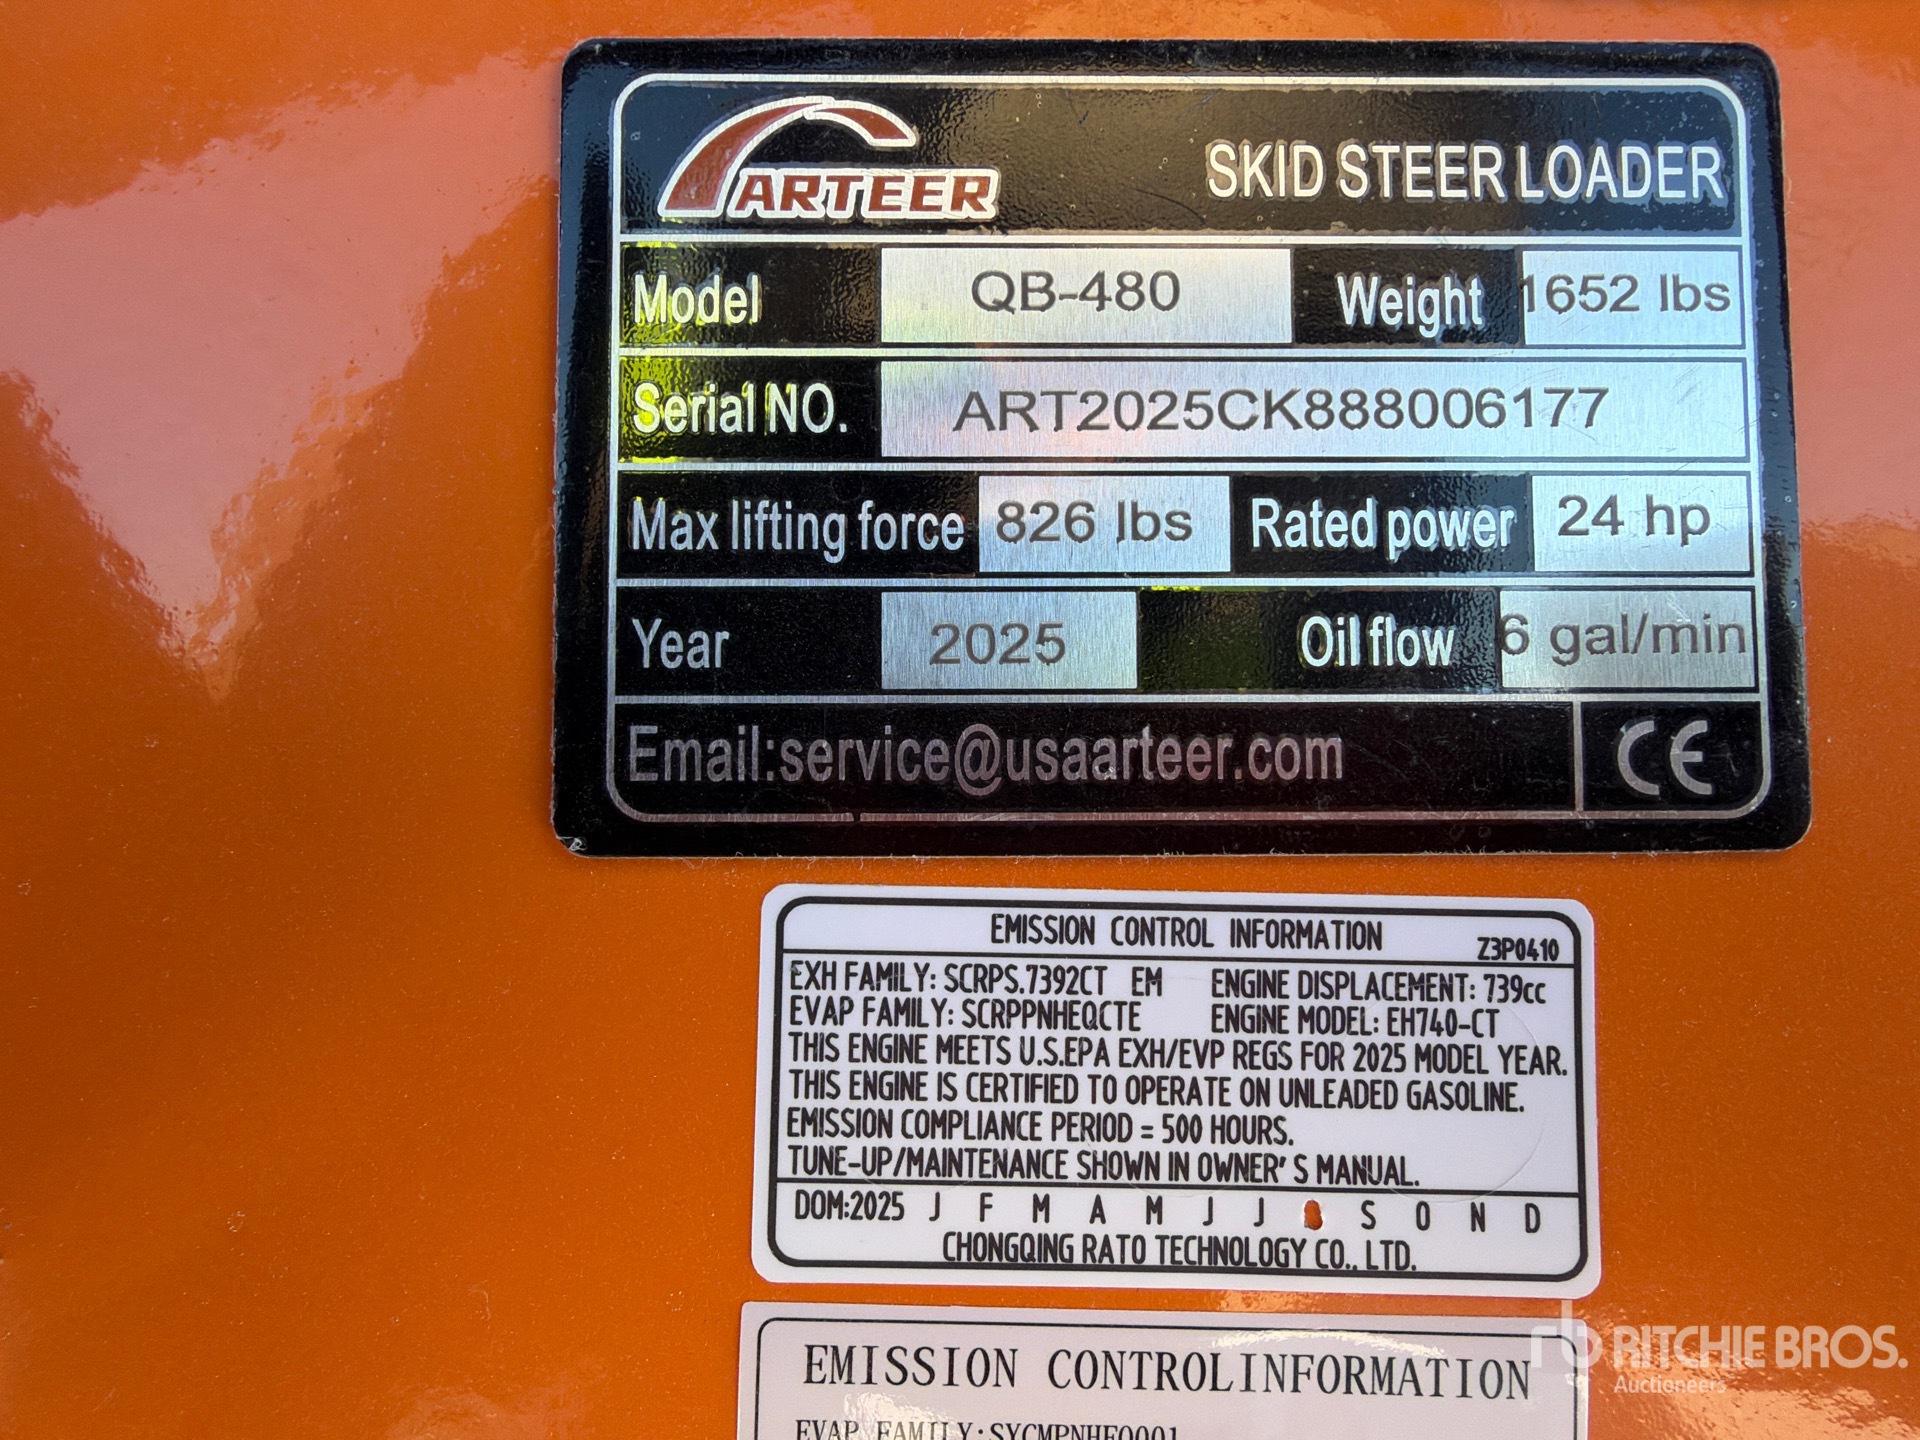 ARTEER
SKID STEER LOADER
Model QB-480 Weight 1652 lbs
Serial NO. ART2025CK888006177
Max lifting force 826 lbs Rated power 24 hp
Year 2025 Oil flow 6 gal/min
Email:service@usaarteer.com CE
EMISSION CONTROL INFORMATION Z3P0410
EXH FAMILY: SCRPS.7392CT EM ENGINE DISPLACEMENT: 739cc
EVAP FAMILY: SCRPPNHEQCTE ENGINE MODEL: EH740-CT
THIS ENGINE MEETS U.S.EPA EXH/EVP REGS FOR 2025 MODEL YEAR.
THIS ENGINE IS CERTIFIED TO OPERATE ON UNLEADED GASOLINE.
EMISSION COMPLIANCE PERIOD = 500 HOURS.
TUNE-UP/MAINTENANCE SHOWN IN OWNER'S MANUAL.
DOM:2025 J F M A M J J S O N D
CHONGQING RATO TECHNOLOGY CO., LTD.
EMISSION CONTROLINFORMATION
EVAP FAMILY:
rb RITCHIE BROS.
Auctioneers